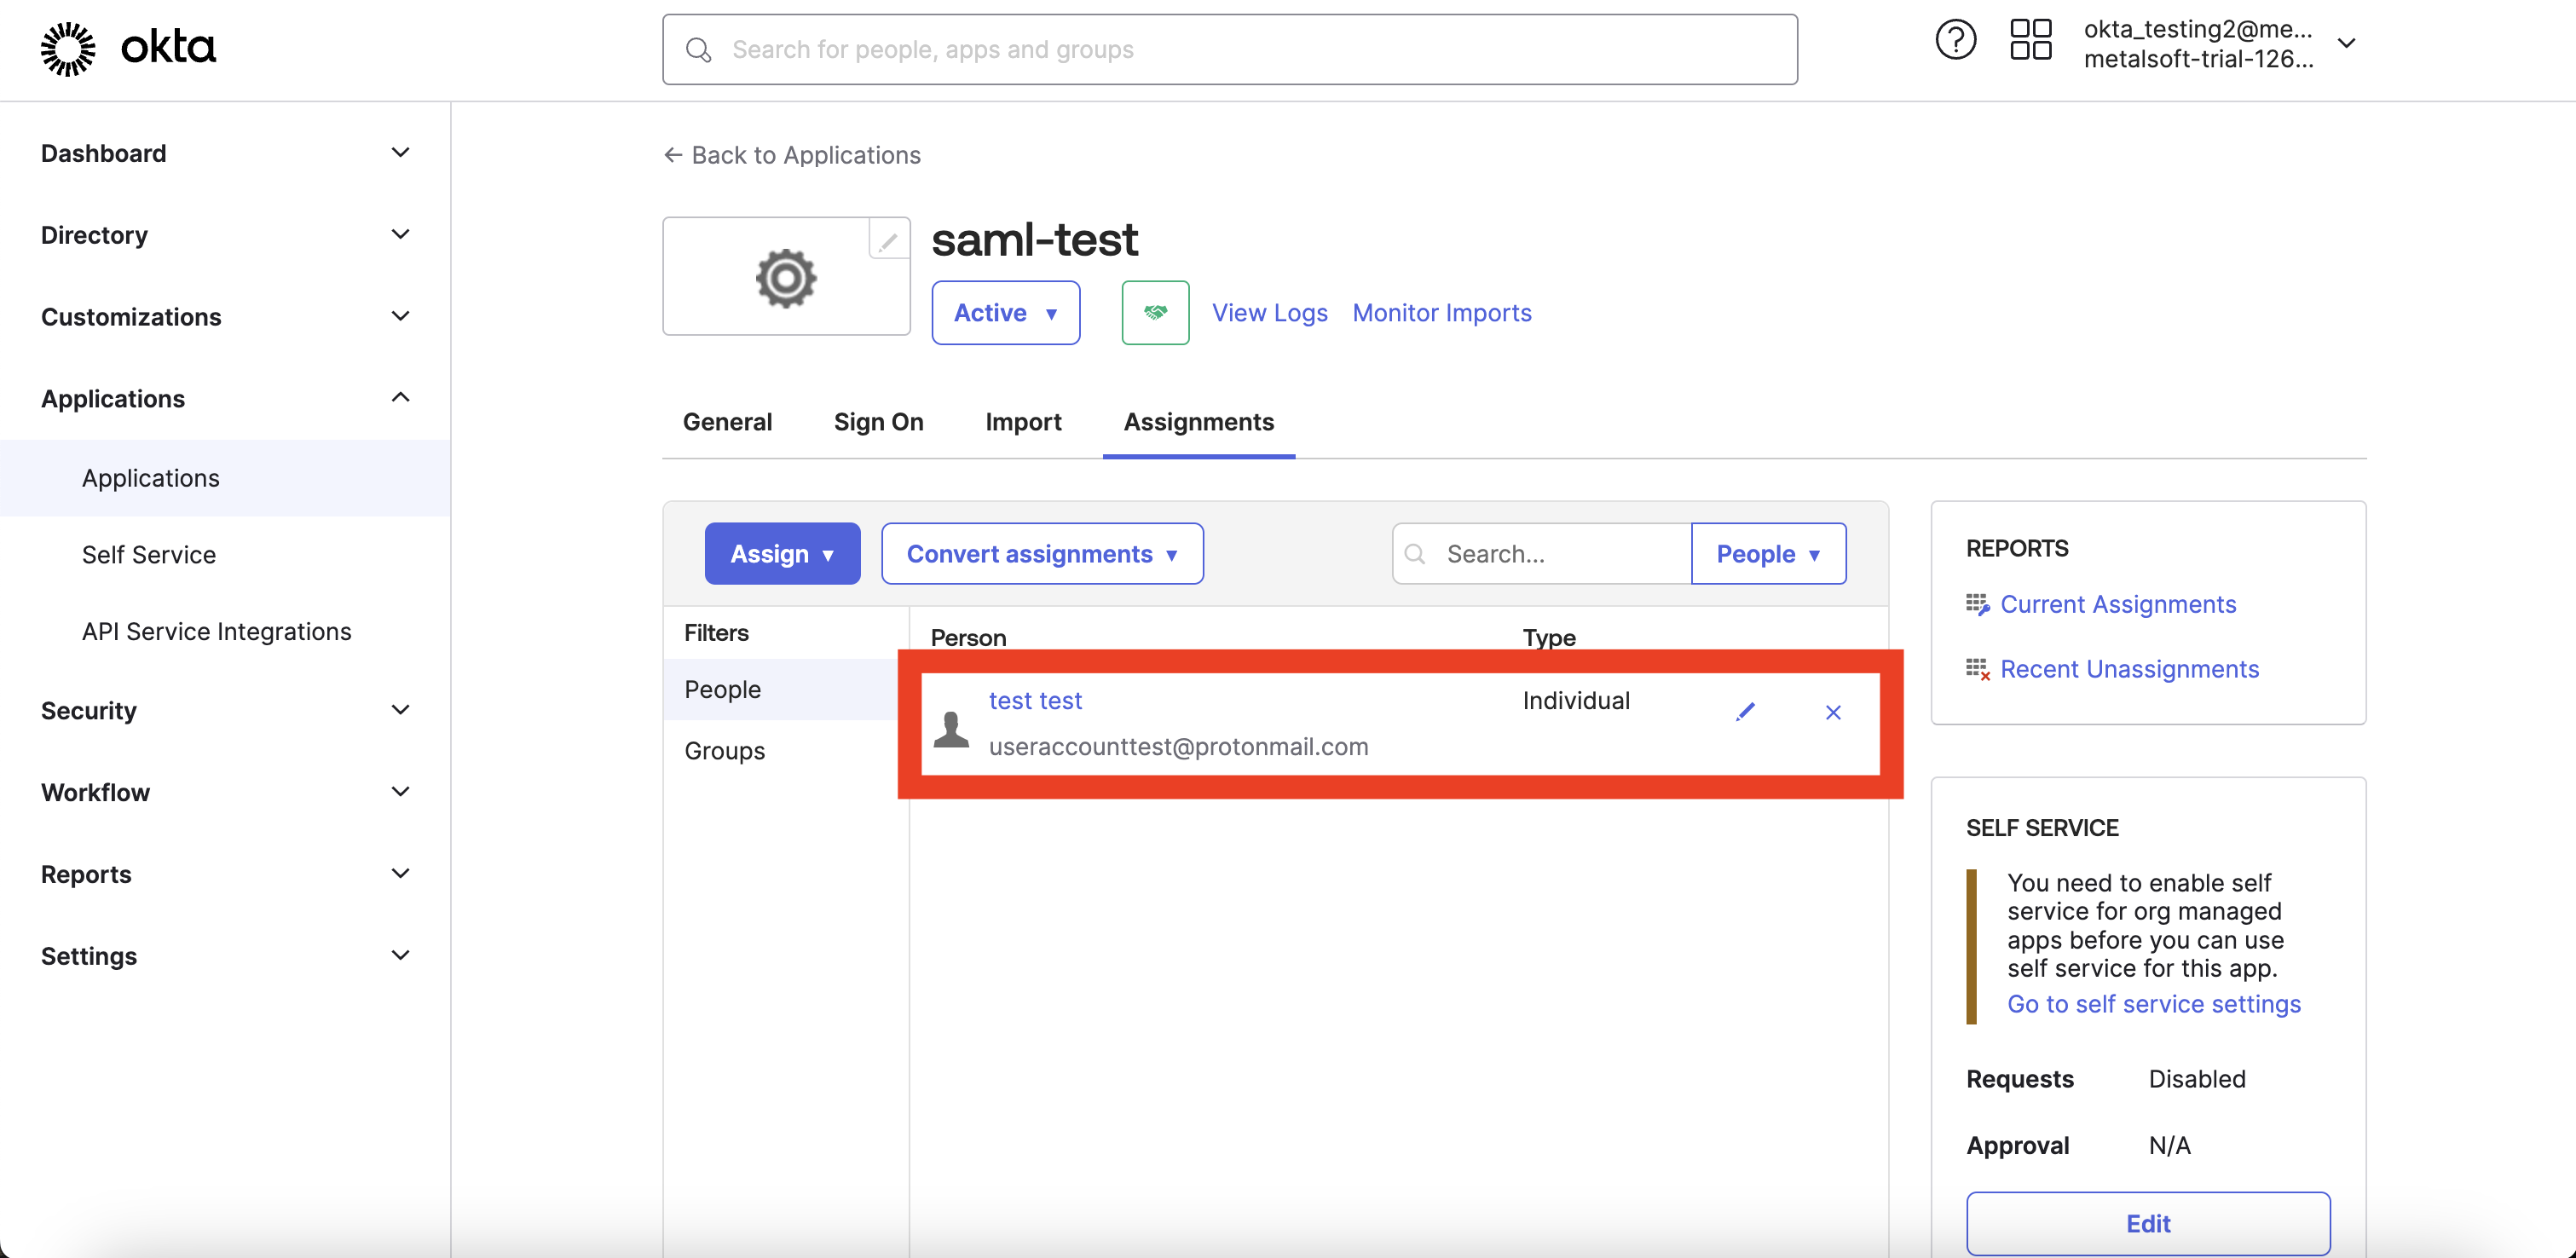 okta
Search for people, apps and groups
okta_testing2@me...
metalsoft-trial-126...
Dashboard
Directory
Customizations
Applications
Applications
Self Service
API Service Integrations
Security
Workflow
Reports
Settings
← Back to Applications
saml-test
Active ▼
View Logs
Monitor Imports
General
Sign On
Import
Assignments
Assign ▼
Convert assignments ▼
Search...
People ▼
Filters
People
Groups
Person
Type
test test
Individual
useraccounttest@protonmail.com
REPORTS
Current Assignments
Recent Unassignments
SELF SERVICE
You need to enable self
service for org managed
apps before you can use
self service for this app.
Go to self service settings
Requests
Disabled
Approval
N/A
Edit